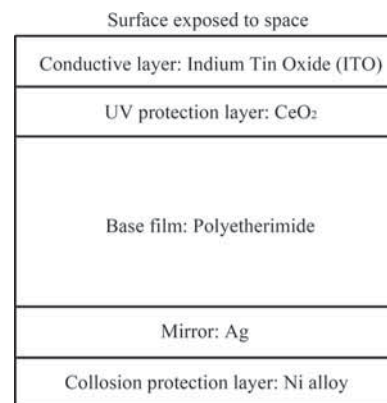 Surface exposed to space
Conductive layer: Indium Tin Oxide (ITO)
UV protection layer: CeO₂
Base film: Polyetherimide
Mirror: Ag
Collosion protection layer: Ni alloy